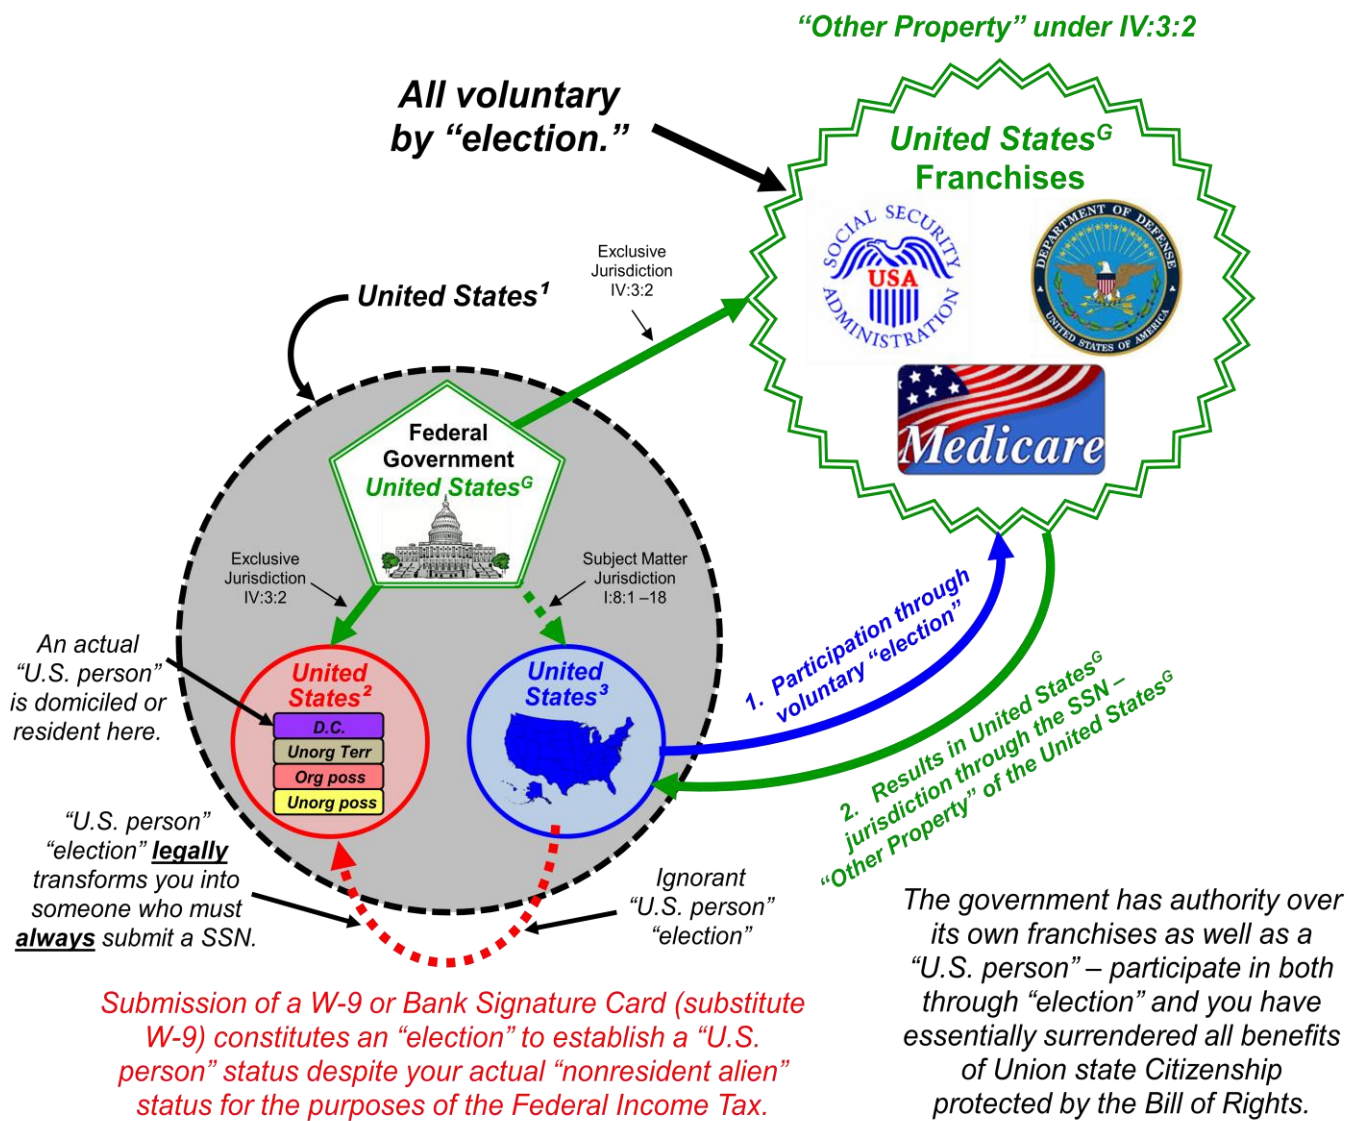 “Other Property” under IV:3:2
All voluntary
by “election.”
United Statesᴳ
Franchises
SOCIAL SECURITY
ADMINISTRATION
USA
DEPARTMENT OF DEFENSE
UNITED STATES OF AMERICA
Medicare
Exclusive
Jurisdiction
IV:3:2
United States¹
Federal
Government
United Statesᴳ
Exclusive
Jurisdiction
IV:3:2
Subject Matter
Jurisdiction
I:8:1 –18
An actual
“U.S. person”
is domiciled or
resident here.
United
States²
D.C.
Unorg Terr
Org poss
Unorg poss
United
States³
1. Participation through
voluntary “election”
2. Results in United Statesᴳ
jurisdiction through the SSN –
“Other Property” of the United Statesᴳ
“U.S. person”
“election” legally
transforms you into
someone who must
always submit a SSN.
Ignorant
“U.S. person”
“election”
Submission of a W-9 or Bank Signature Card (substitute
W-9) constitutes an “election” to establish a “U.S.
person” status despite your actual “nonresident alien”
status for the purposes of the Federal Income Tax.
The government has authority over
its own franchises as well as a
“U.S. person” – participate in both
through “election” and you have
essentially surrendered all benefits
of Union state Citizenship
protected by the Bill of Rights.